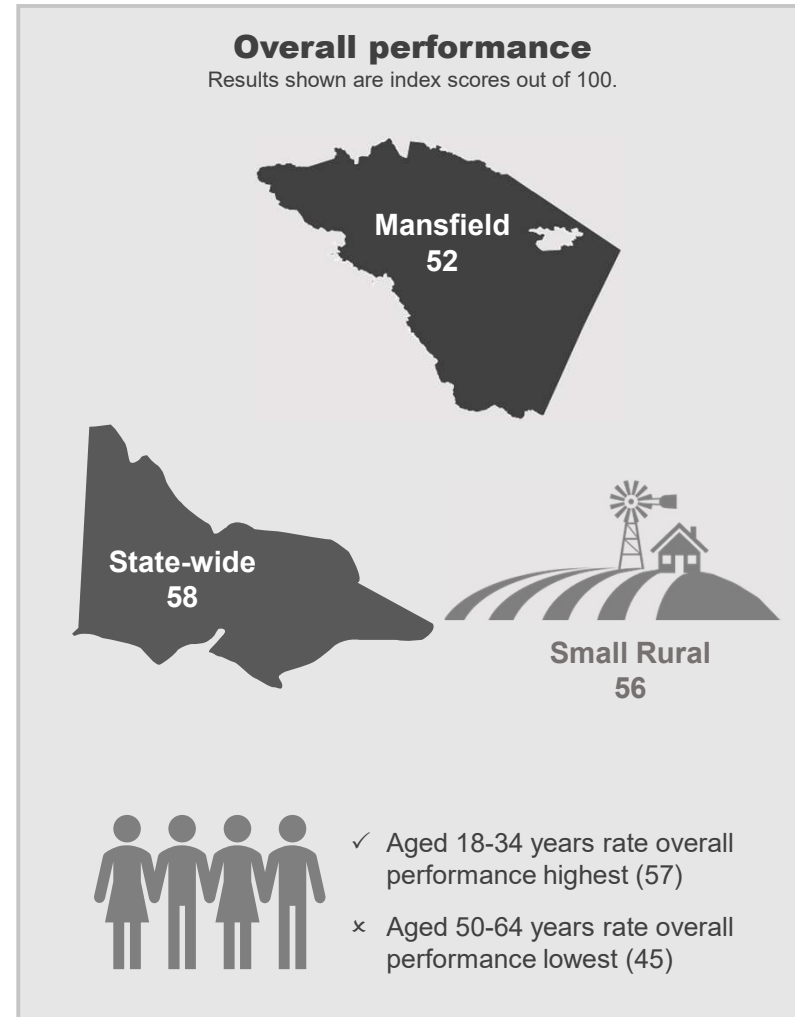 Overall performance
Results shown are index scores out of 100.
Mansfield
52
State-wide
58
Small Rural
56
✓ Aged 18-34 years rate overall
performance highest (57)
× Aged 50-64 years rate overall
performance lowest (45)